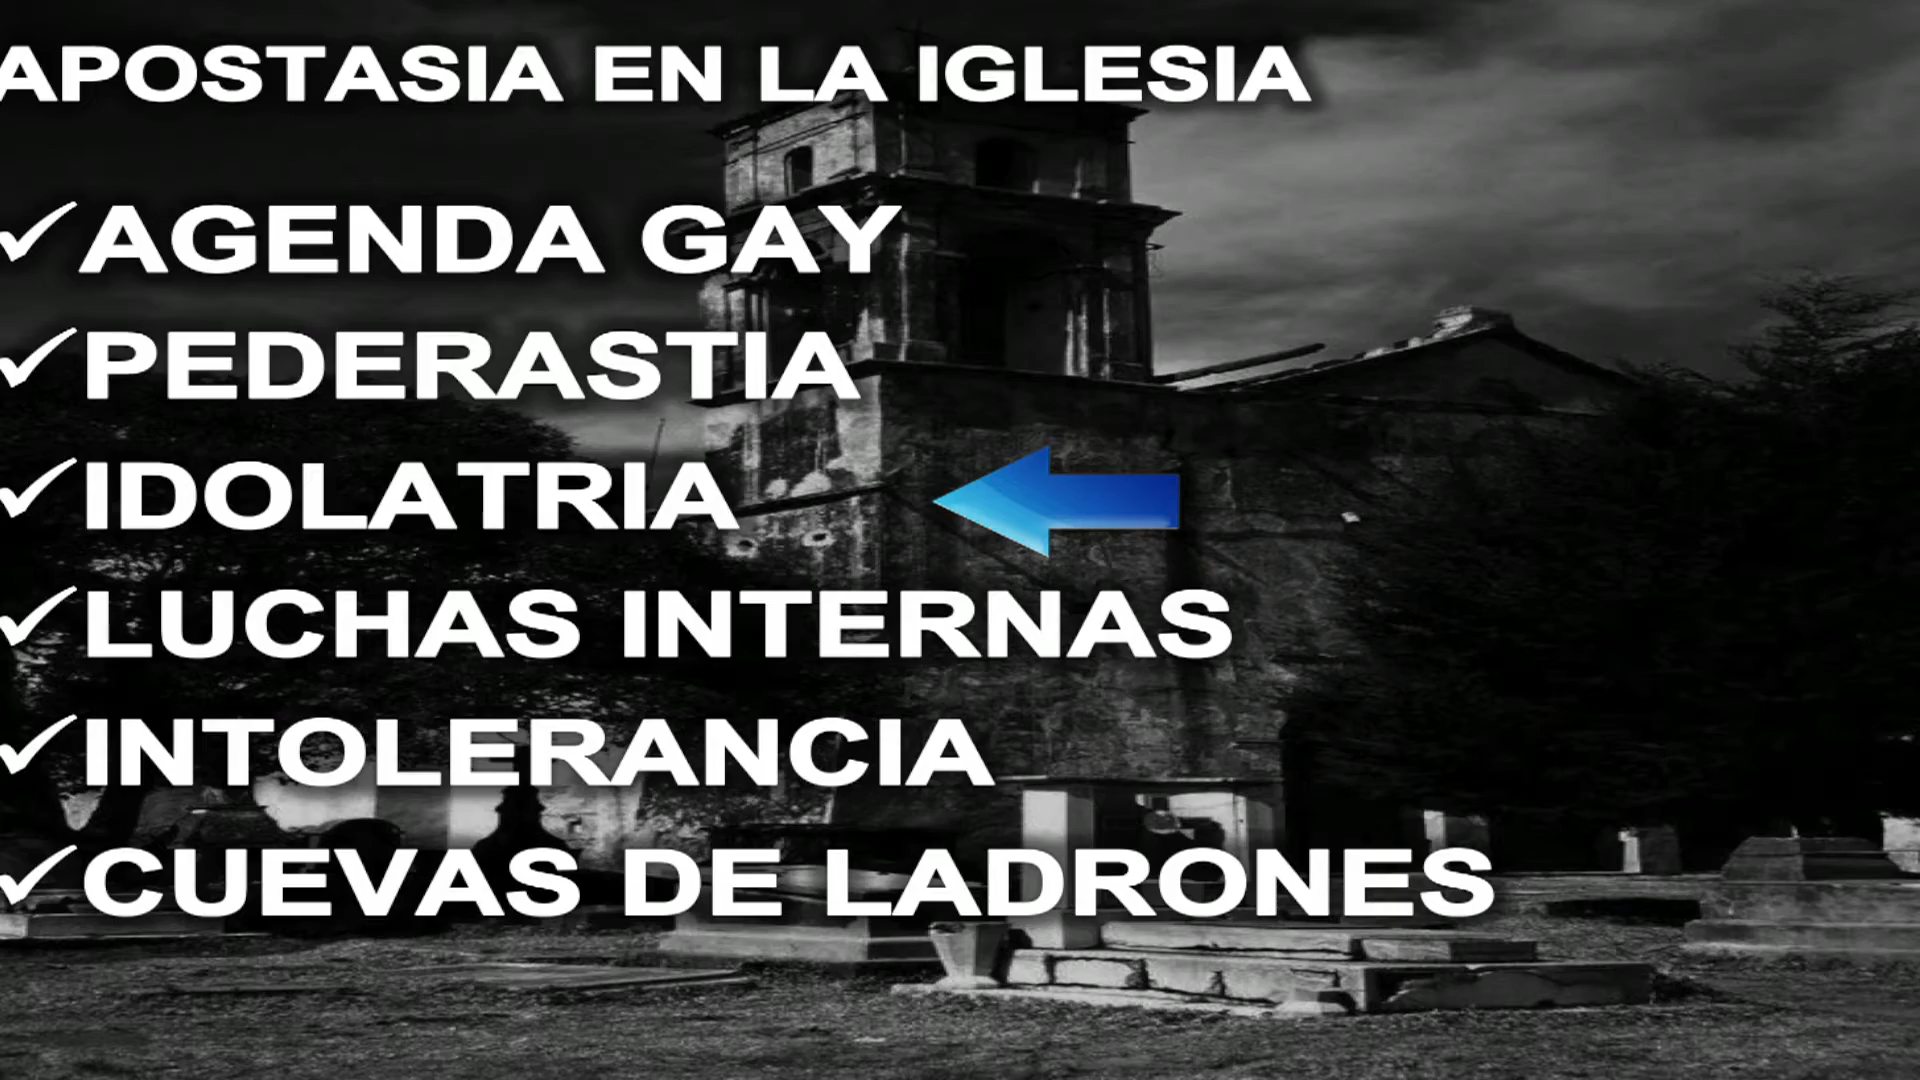 APOSTASIA EN LA IGLESIA
AGENDA GAY
PEDERASTIA
IDOLATRIA
LUCHAS INTERNAS
INTOLERANCIA
CUEVAS DE LADRONES